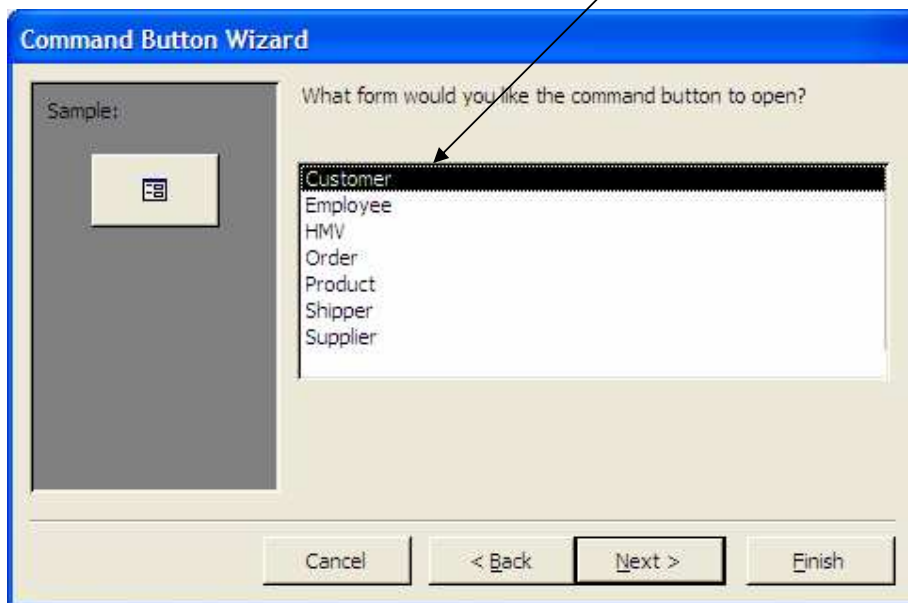 Command Button Wizard
Sample:
What form would you like the command button to open?
Customer
Employee
HMV
Order
Product
Shipper
Supplier
Cancel
< Back
Next >
Finish